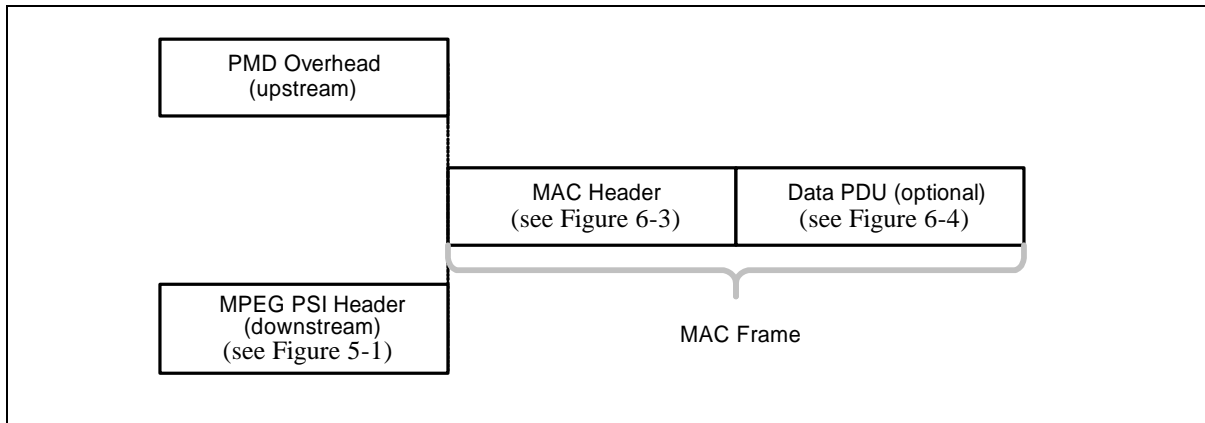 PMD Overhead
(upstream)
MAC Header
(see Figure 6-3)
Data PDU (optional)
(see Figure 6-4)
MPEG PSI Header
(downstream)
(see Figure 5-1)
MAC Frame